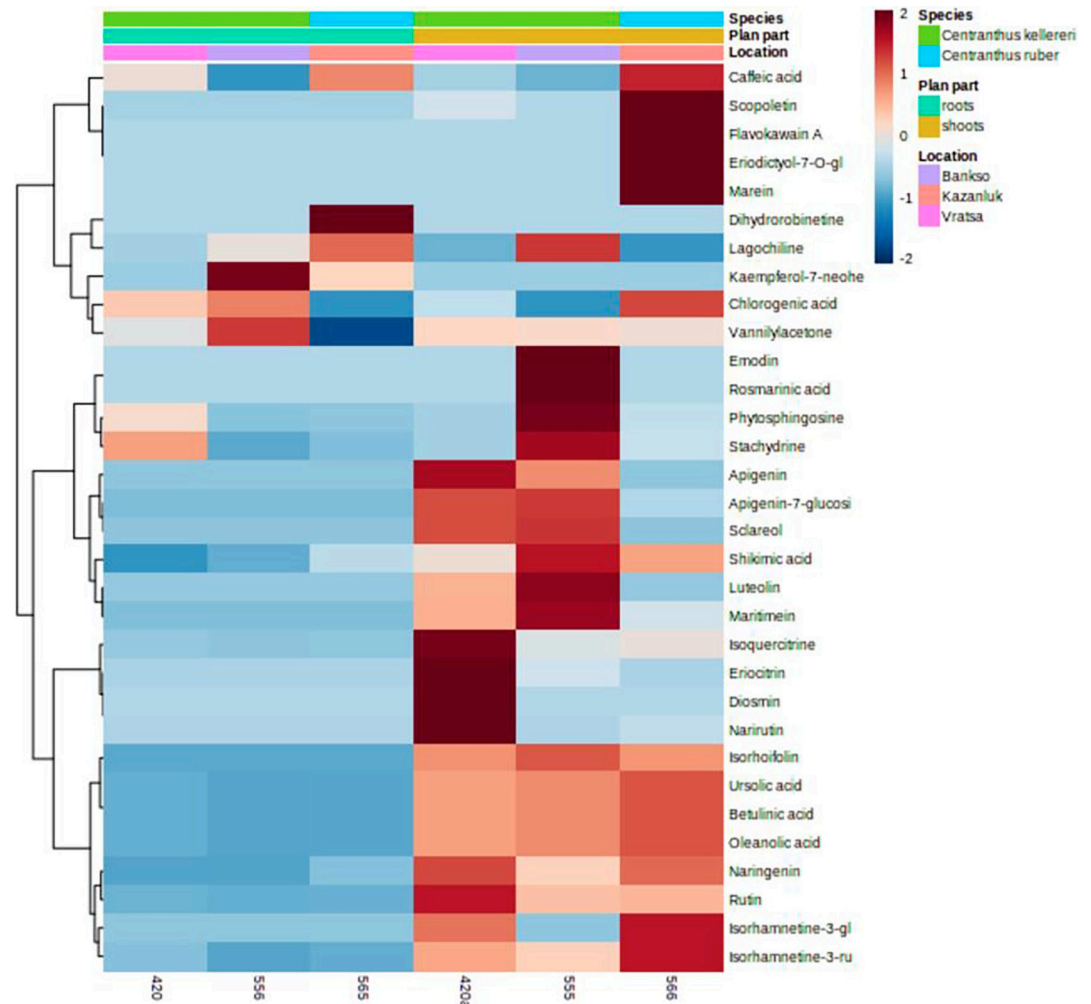 Species
Plan part
Location
Caffeic acid
Scopoletin
Flavokawain A
Eriodictyol-7-O-gl
Marein
Dihydrorobinetine
Lagochiline
Kaempferol-7-neohe
Chlorogenic acid
Vannilylacetone
Emodin
Rosmarinic acid
Phytosphingosine
Stachydrine
Apigenin
Apigenin-7-glucosi
Sclareol
Shikimic acid
Luteolin
Maritimein
Isoquercitrine
Eriocitrin
Diosmin
Narirutin
Isorhoifolin
Ursolic acid
Betulinic acid
Oleanolic acid
Naringenin
Rutin
Isorhamnetine-3-gl
Isorhamnetine-3-ru
420
556
565
555
566
2
1
0
-1
-2
Species
Centranthus kellereri
Centranthus ruber
Plan part
roots
shoots
Location
Bankso
Kazanluk
Vratsa